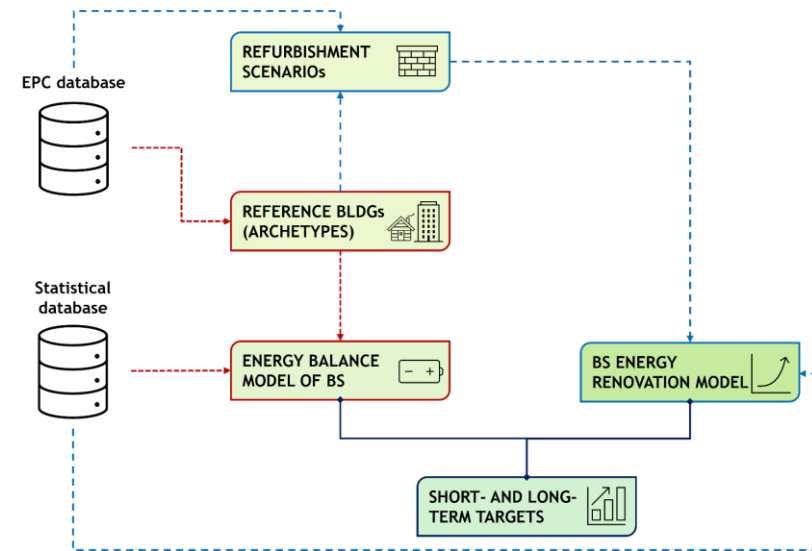 REFURBISHMENT
SCENARIOs
EPC database
REFERENCE BLDGs
(ARCHETYPES)
Statistical
database
ENERGY BALANCE
MODEL OF BS
BS ENERGY
RENOVATION MODEL
SHORT- AND LONG-
TERM TARGETS